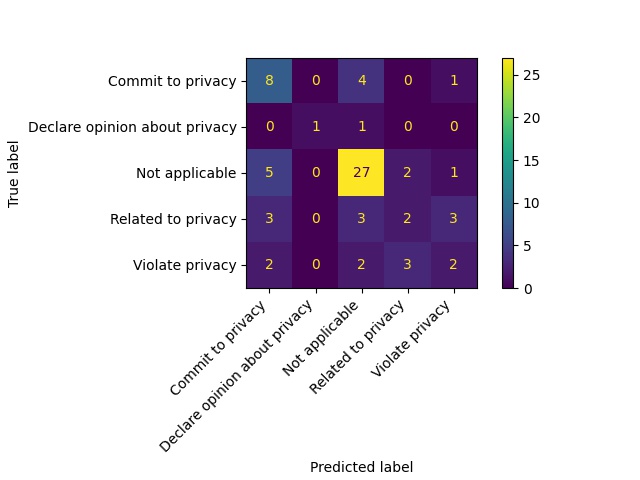 Commit to privacy 8 0 4 0 1
Declare opinion about privacy 0 1 1 0 0
Not applicable 5 0 27 2 1
Related to privacy 3 0 3 2 3
Violate privacy 2 0 2 3 2
True label
Commit to privacy
Declare opinion about privacy
Not applicable
Related to privacy
Violate privacy
Predicted label
25
20
15
10
5
0